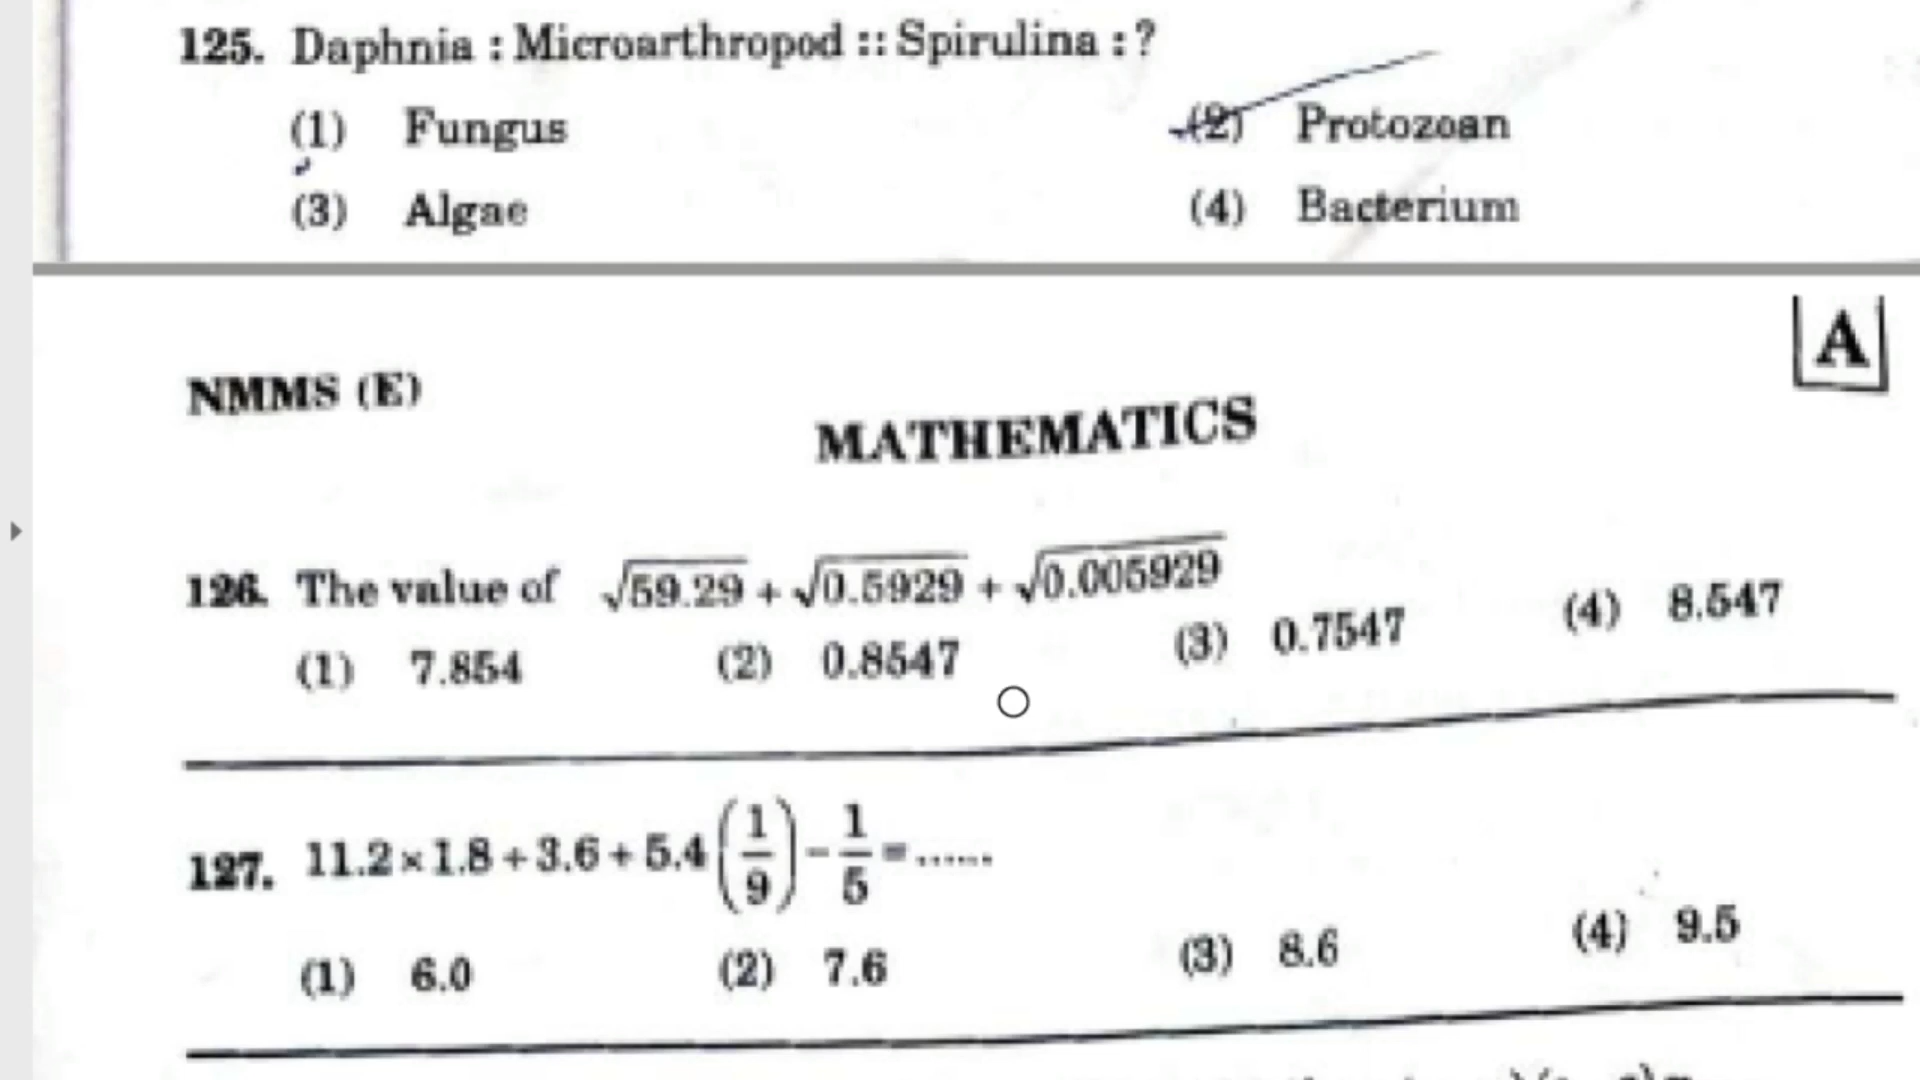 125. Daphnia : Microarthropod :: Spirulina : ?
(1) Fungus (2) Protozoan
(3) Algae (4) Bacterium
A
NMMS (E)
MATHEMATICS
126. The value of √59.29 + √0.5929 + √0.005929
(1) 7.854 (2) 0.8547 (3) 0.7547 (4) 8.547
127. 11.2 × 1.8 ÷ 3.6 + 5.4 (1/9) - 1/5 = ......
(1) 6.0 (2) 7.6 (3) 8.6 (4) 9.5